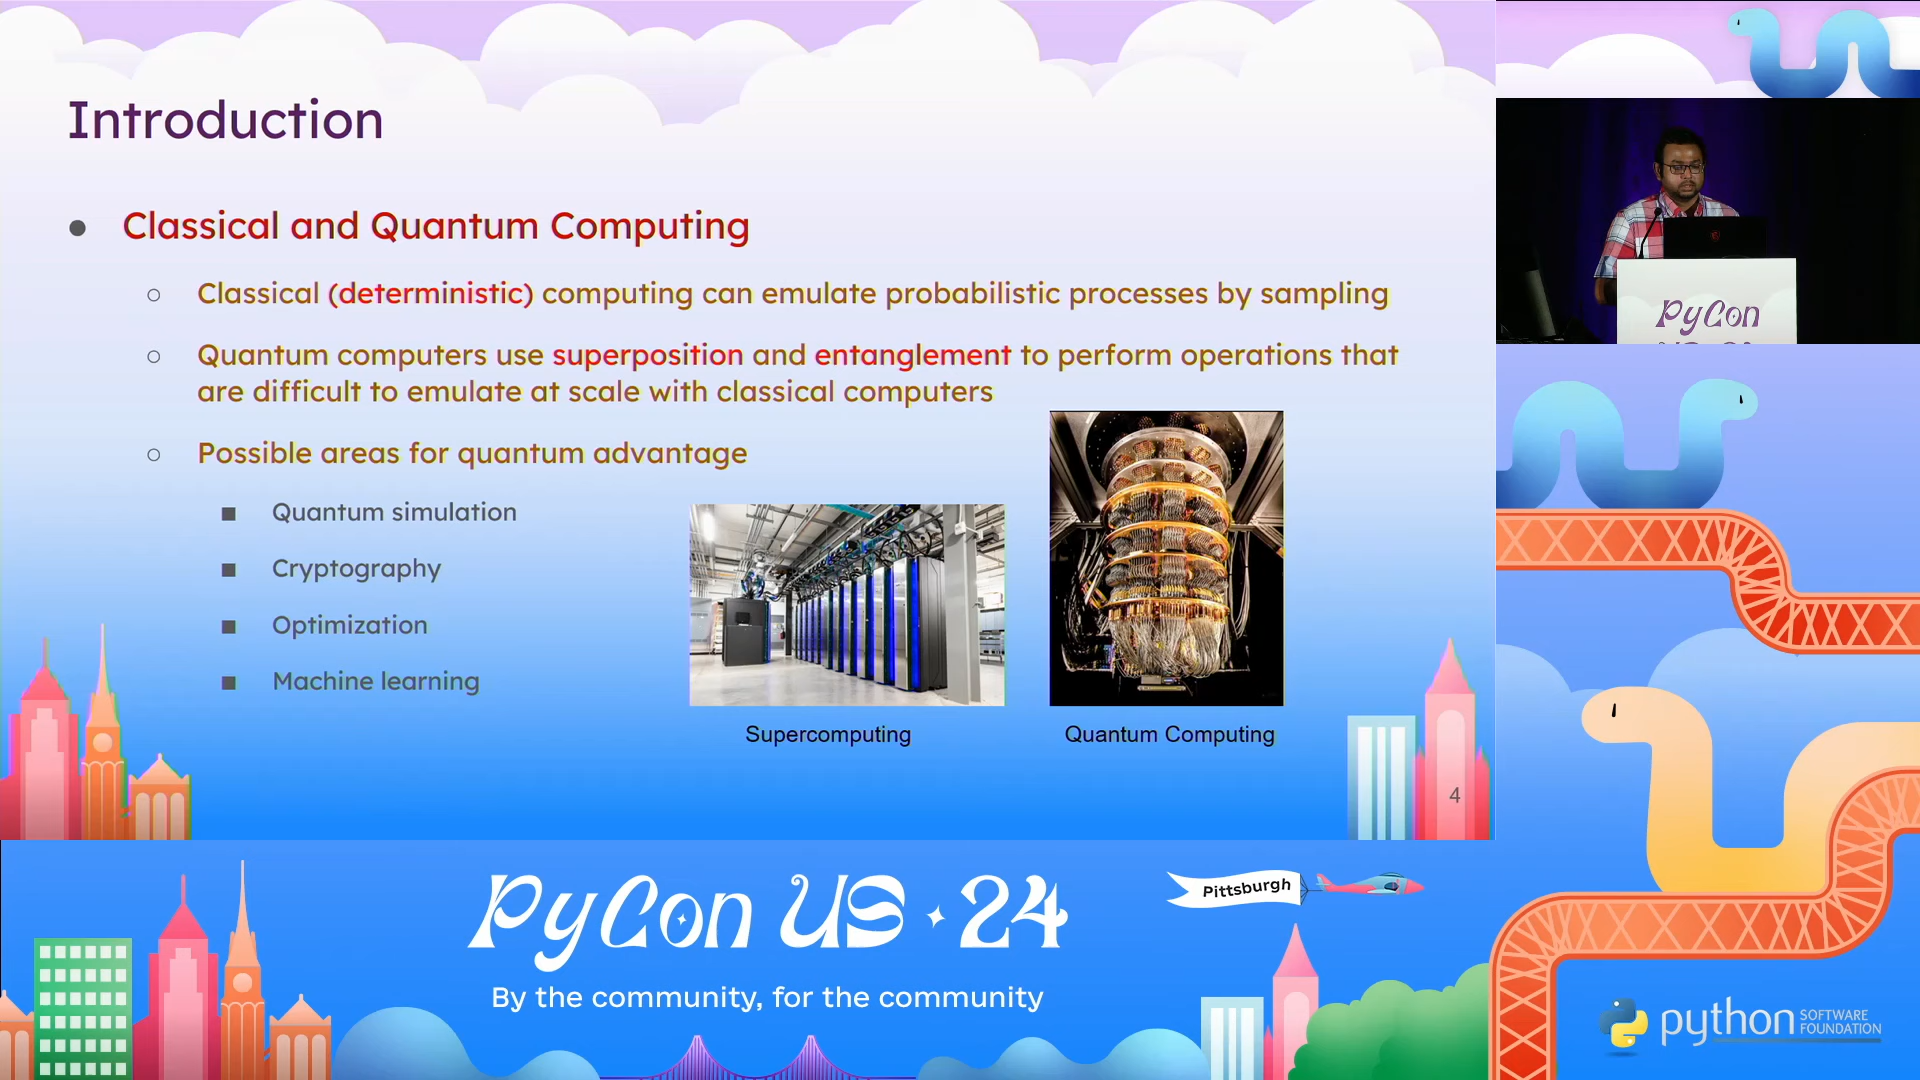 Introduction
Classical and Quantum Computing
Classical (deterministic) computing can emulate probabilistic processes by sampling
Quantum computers use superposition and entanglement to perform operations that
are difficult to emulate at scale with classical computers
Possible areas for quantum advantage
Quantum simulation
Cryptography
Optimization
Machine learning
Supercomputing
Quantum Computing
4
PyCon
PyCon US 24
Pittsburgh
By the community, for the community
python SOFTWARE
FOUNDATION